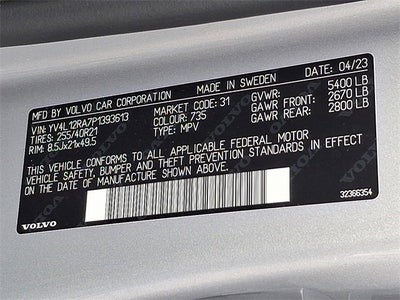 MFD BY VOLVO CAR CORPORATION MADE IN SWEDEN DATE: 04/23
VIN: YV4L12RA7P1393613 MARKET CODE: 31 GVWR: 5400 LB
TIRES: 255/40R21 COLOUR: 735 GAWR FRONT: 2670 LB
RIM: 8.5Jx21x49.5 TYPE: MPV GAWR REAR: 2800 LB
THIS VEHICLE CONFORMS TO ALL APPLICABLE FEDERAL MOTOR
VEHICLE SAFETY, BUMPER AND THEFT PREVENTION STANDARDS IN EFFECT
ON THE DATE OF MANUFACTURE SHOWN ABOVE.
32366354
VOLVO